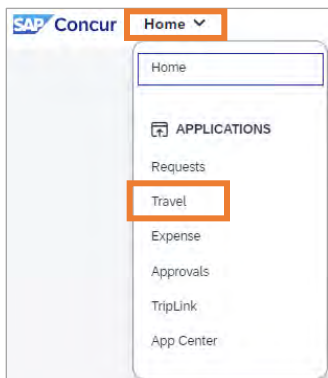 SAP Concur Home
Home
APPLICATIONS
Requests
Travel
Expense
Approvals
TripLink
App Center